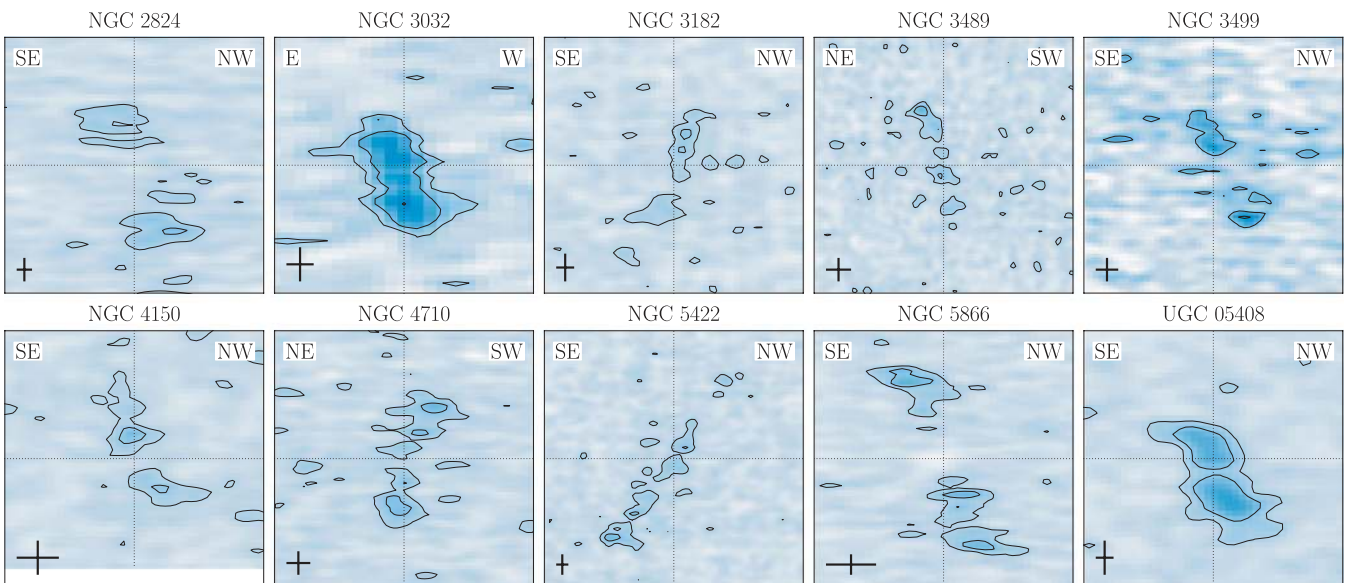 NGC 2824 NGC 3032 NGC 3182 NGC 3489 NGC 3499
SE NW E W SE NW NE SW SE NW
NGC 4150 NGC 4710 NGC 5422 NGC 5866 UGC 05408
SE NW NE SW SE NW SE NW SE NW